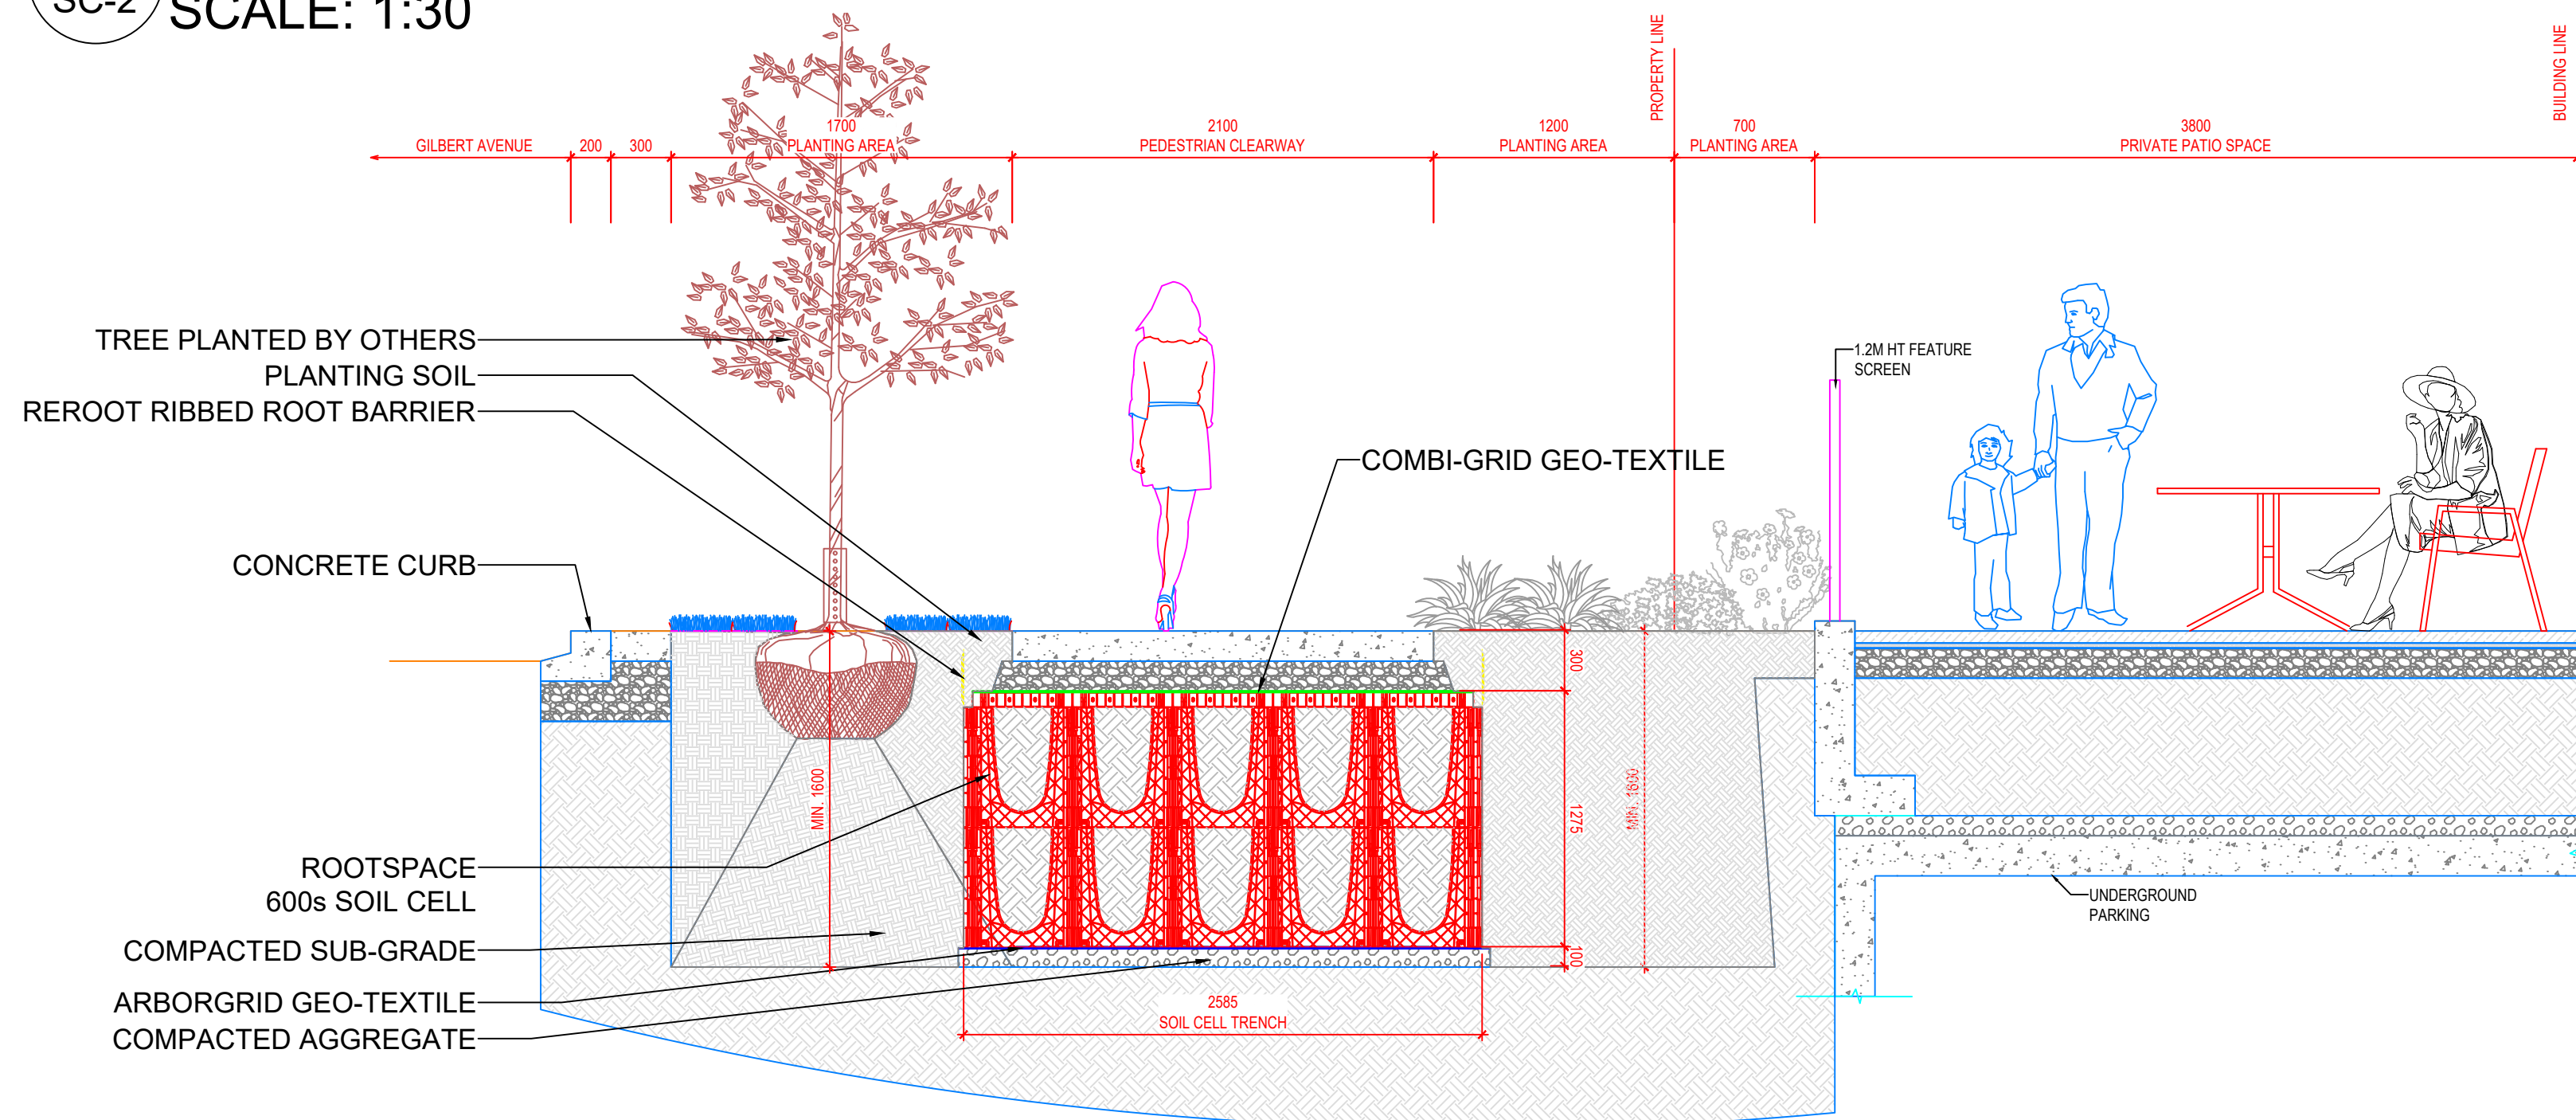 SC-2
SCALE: 1:30
PROPERTY LINE
BUILDING LINE
GILBERT AVENUE
200
300
1700
PLANTING AREA
2100
PEDESTRIAN CLEARWAY
1200
PLANTING AREA
700
PLANTING AREA
3800
PRIVATE PATIO SPACE
TREE PLANTED BY OTHERS
PLANTING SOIL
REROOT RIBBED ROOT BARRIER
1.2M HT FEATURE
SCREEN
COMBI-GRID GEO-TEXTILE
CONCRETE CURB
300
MIN. 1600
1275
MIN. 1600
ROOTSPACE
600s SOIL CELL
UNDERGROUND
PARKING
COMPACTED SUB-GRADE
100
ARBORGRID GEO-TEXTILE
COMPACTED AGGREGATE
2585
SOIL CELL TRENCH